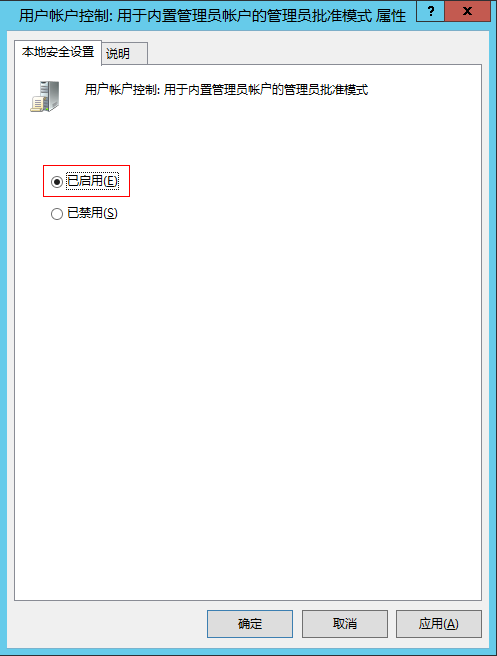 用户帐户控制: 用于内置管理员帐户的管理员批准模式 属性
?
x
本地安全设置
说明
用户帐户控制: 用于内置管理员帐户的管理员批准模式
已启用(E)
已禁用(S)
确定
取消
应用(A)